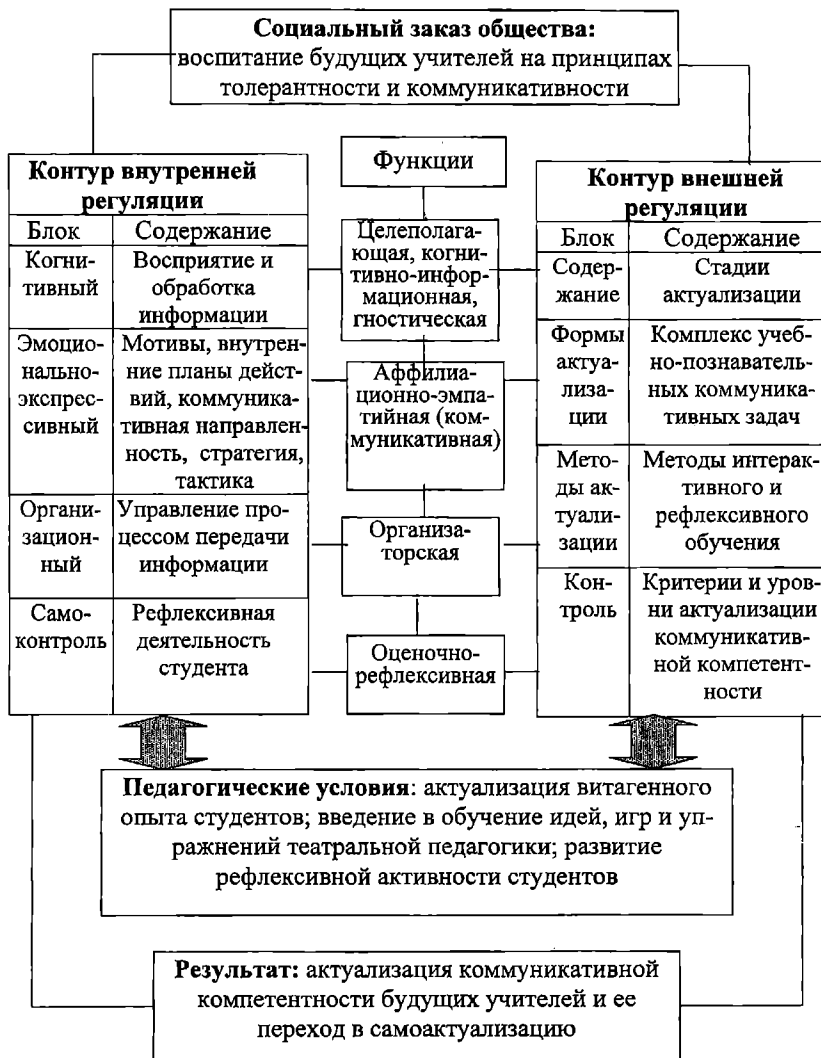 Социальный заказ общества:
воспитание будущих учителей на принципах
толерантности и коммуникативности
Контур внутренней
регуляции
Блок
Содержание
Когни-
тивный
Восприятие и
обработка
информации
Эмоцио-
нально-
экспрес-
сивный
Мотивы, внутрен-
ние планы дейст-
вий, коммуника-
тивная направлен-
ность, стратегия,
тактика
Органи-
зацион-
ный
Управление про-
цессом передачи
информации
Само-
контроль
Рефлексивная
деятельность
студента
Функции
Целеполага-
ющая, когни-
тивно-инфор-
мационная,
гностическая
Аффилиа-
ционно-эмпа-
тийная (ком-
муникативная)
Организа-
торская
Оценочно-
рефлексивная
Контур внешней
регуляции
Блок
Содержание
Содер-
жание
Стадии
актуализации
Формы
актуа-
лиза-
ции
Комплекс учеб-
но-познаватель-
ных коммуника-
тивных задач
Мето-
ды ак-
туали-
зации
Методы интерак-
тивного и
рефлексивного
обучения
Кон-
троль
Критерии и уров-
ни актуализации
коммуникатив-
ной компетент-
ности
Педагогические условия: актуализация витагенного
опыта студентов; введение в обучение идей, игр и уп-
ражнений театральной педагогики; развитие
рефлексивной активности студентов
Результат: актуализация коммуникативной
компетентности будущих учителей и ее
переход в самоактуализацию